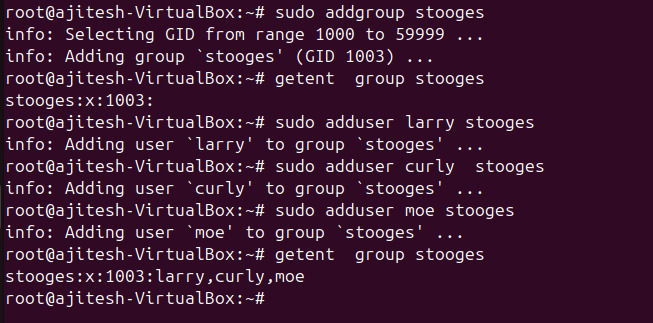 root@ajitesh-VirtualBox:~# sudo addgroup stooges
info: Selecting GID from range 1000 to 59999 ...
info: Adding group `stooges' (GID 1003) ...
root@ajitesh-VirtualBox:~# getent  group stooges
stooges:x:1003:
root@ajitesh-VirtualBox:~# sudo adduser larry stooges
info: Adding user `larry' to group `stooges' ...
root@ajitesh-VirtualBox:~# sudo adduser curly  stooges
info: Adding user `curly' to group `stooges' ...
root@ajitesh-VirtualBox:~# sudo adduser moe stooges
info: Adding user `moe' to group `stooges' ...
root@ajitesh-VirtualBox:~# getent  group stooges
stooges:x:1003:larry,curly,moe
root@ajitesh-VirtualBox:~#